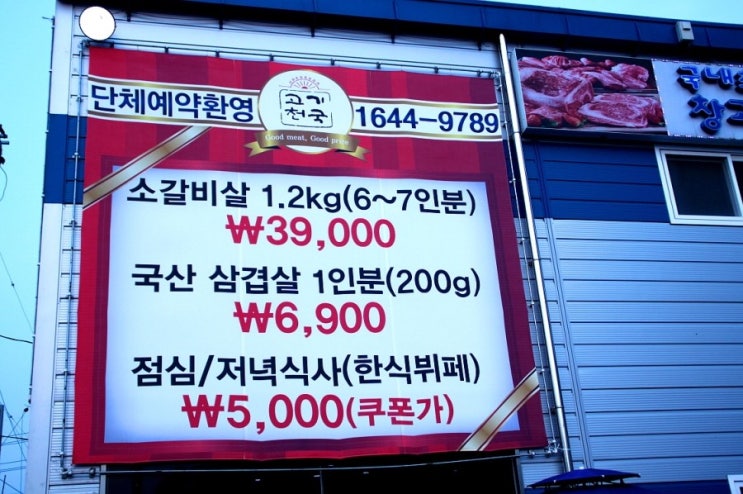 단체예약환영
고기
천국
Good meat, Good price
1644-9789
소갈비살 1.2kg(6~7인분)
₩39,000
국산 삼겹살 1인분(200g)
₩6,900
점심/저녁식사(한식뷔페)
₩5,000(쿠폰가)
국내